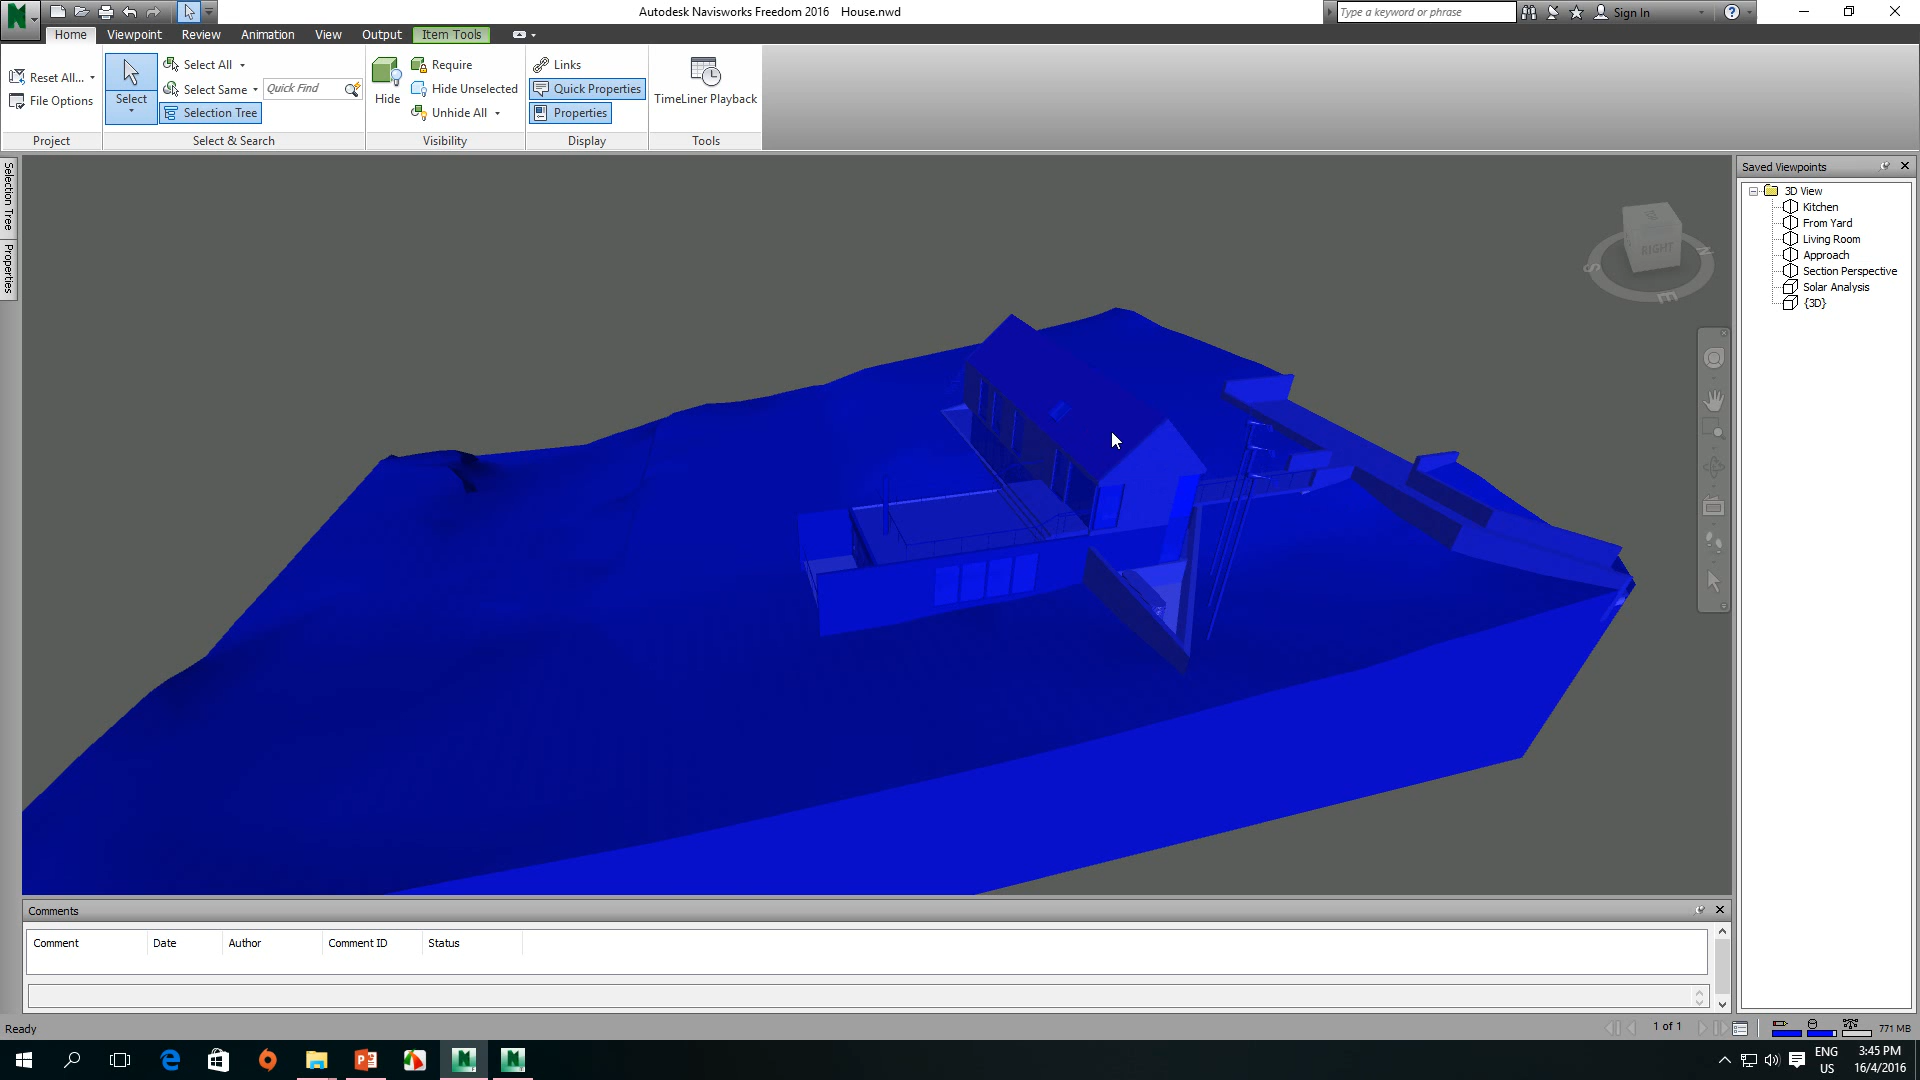 Autodesk Navisworks Freedom 2016 House.nwd
Type a keyword or phrase
Sign In
Home Viewpoint Review Animation View Output Item Tools
Reset All...
File Options
Project
Select
Select All
Select Same
Quick Find
Selection Tree
Select & Search
Hide
Require
Hide Unselected
Unhide All
Visibility
Links
Quick Properties
Properties
Display
TimeLiner Playback
Tools
Selection Tree
Properties
RIGHT
S
E
N
Saved Viewpoints
3D View
Kitchen
From Yard
Living Room
Approach
Section Perspective
Solar Analysis
{3D}
Comments
Comment Date Author Comment ID Status
Ready
1 of 1
771 MB
ENG
US
3:45 PM
16/4/2016